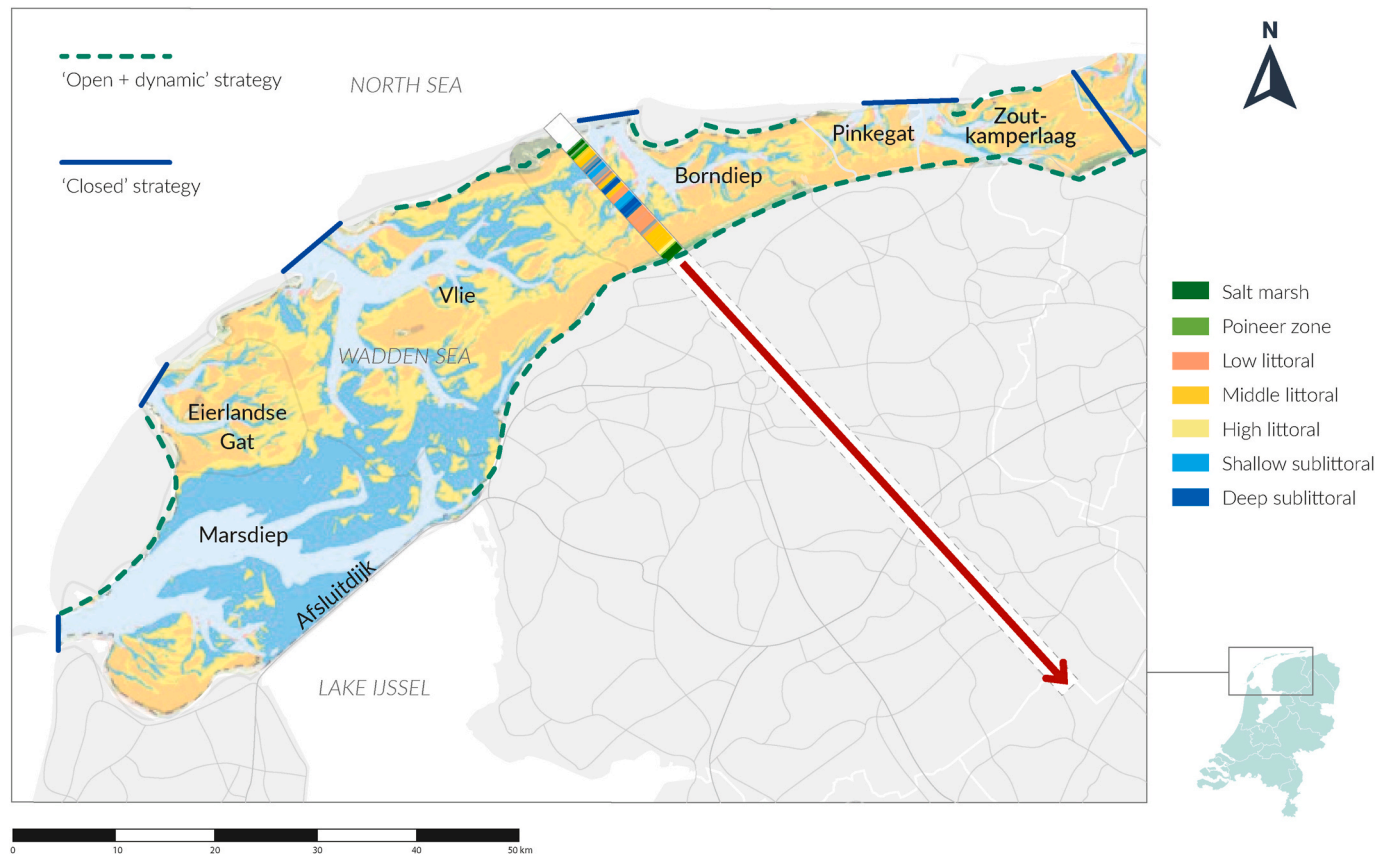 'Open + dynamic' strategy
'Closed' strategy
NORTH SEA
N
Zout-
kamperlaag
Pinkegat
Borndiep
Vlie
WADDEN SEA
Eierlandse
Gat
Marsdiep
Afsluitdijk
LAKE IJSSEL
Salt marsh
Poineer zone
Low littoral
Middle littoral
High littoral
Shallow sublittoral
Deep sublittoral
0 10 20 30 40 50 km